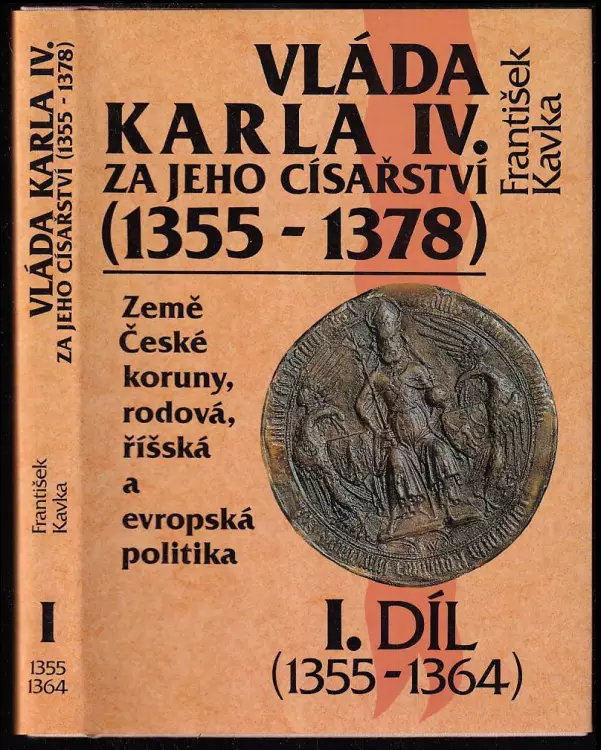 VLÁDA KARLA IV.
ZA JEHO CÍSAŘSTVÍ (1355 - 1378)
František
Kavka
I
1355
1364
VLÁDA
KARLA IV.
ZA JEHO CÍSAŘSTVÍ
(1355 - 1378)
František
Kavka
Země
České
koruny,
rodová,
říšská
a
evropská
politika
I. DÍL
(1355-1364)